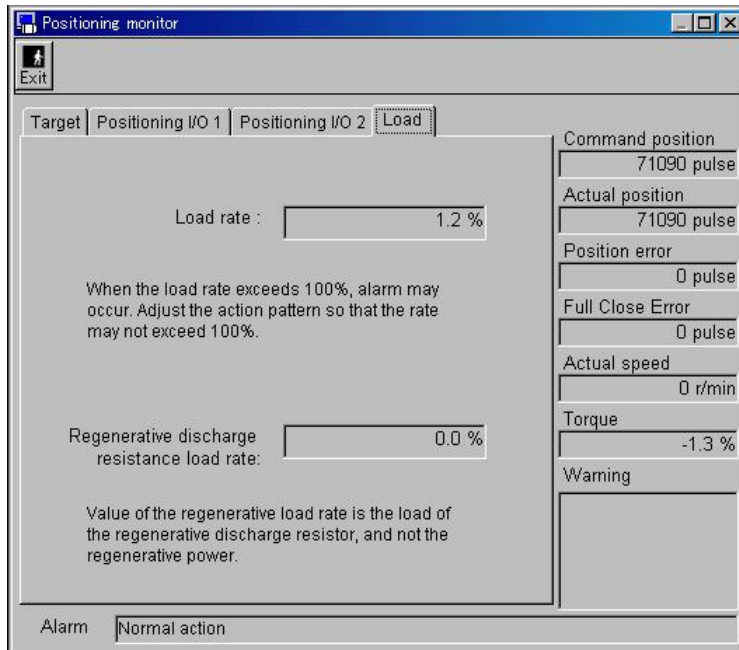 Positioning monitor
Exit
Target
Positioning I/O 1
Positioning I/O 2
Load
Load rate :
1.2 %
When the load rate exceeds 100%, alarm may
occur. Adjust the action pattern so that the rate
may not exceed 100%.
Regenerative discharge
resistance load rate:
0.0 %
Value of the regenerative load rate is the load of
the regenerative discharge resistor, and not the
regenerative power.
Command position
71090 pulse
Actual position
71090 pulse
Position error
0 pulse
Full Close Error
0 pulse
Actual speed
0 r/min
Torque
-1.3 %
Warning
Alarm
Normal action